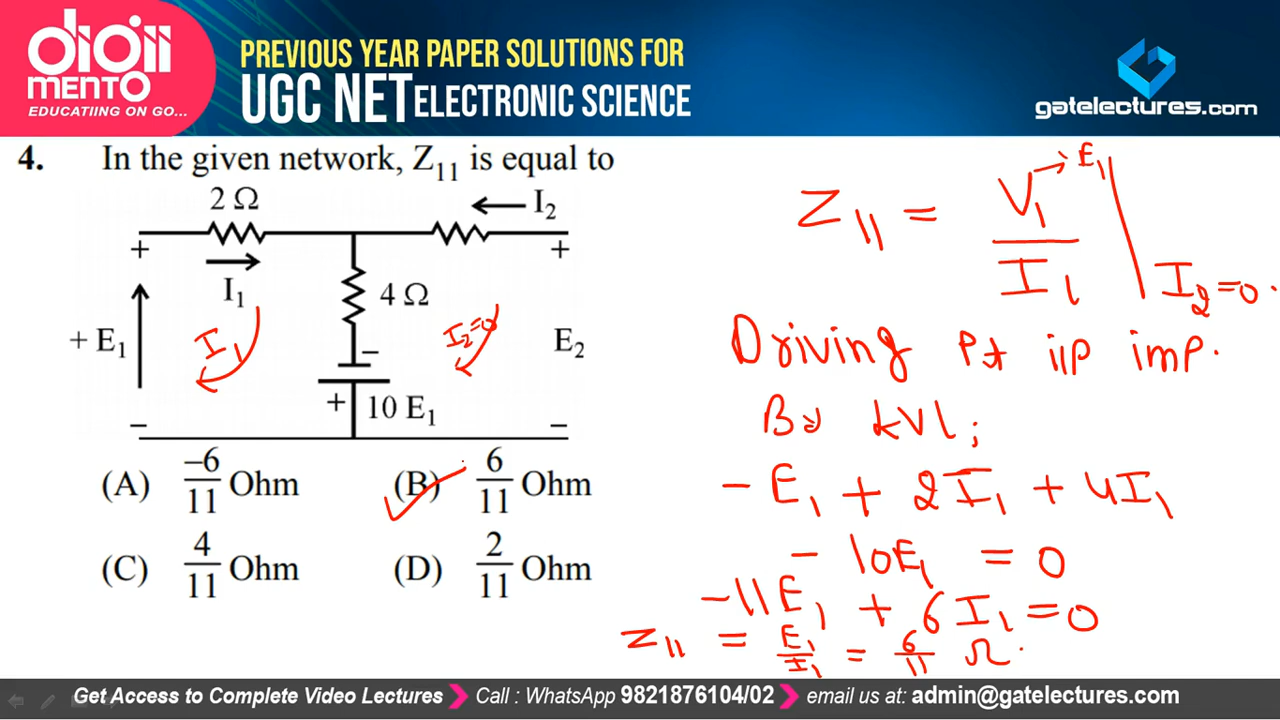 digii
MENTO
EDUCATIING ON GO...
PREVIOUS YEAR PAPER SOLUTIONS FOR
UGC NET ELECTRONIC SCIENCE
gatelectures.com
4. In the given network, Z11 is equal to
2 Ω
I2
+
+
I1
4 Ω
I1
I2=0
+ E1
E2
−
+
10 E1
−
−
(A) −6/11 Ohm (B) 6/11 Ohm
(C) 4/11 Ohm (D) 2/11 Ohm
Z11 = V1/I1 | I2=0.
→ E1
Driving Pt i/p imp.
By KVL;
− E1 + 2I1 + 4I1
− 10E1 = 0
−11E1 + 6I1 = 0
Z11 = E1/I1 = 6/11 Ω.
Get Access to Complete Video Lectures Call : WhatsApp 9821876104/02 email us at: admin@gatelectures.com